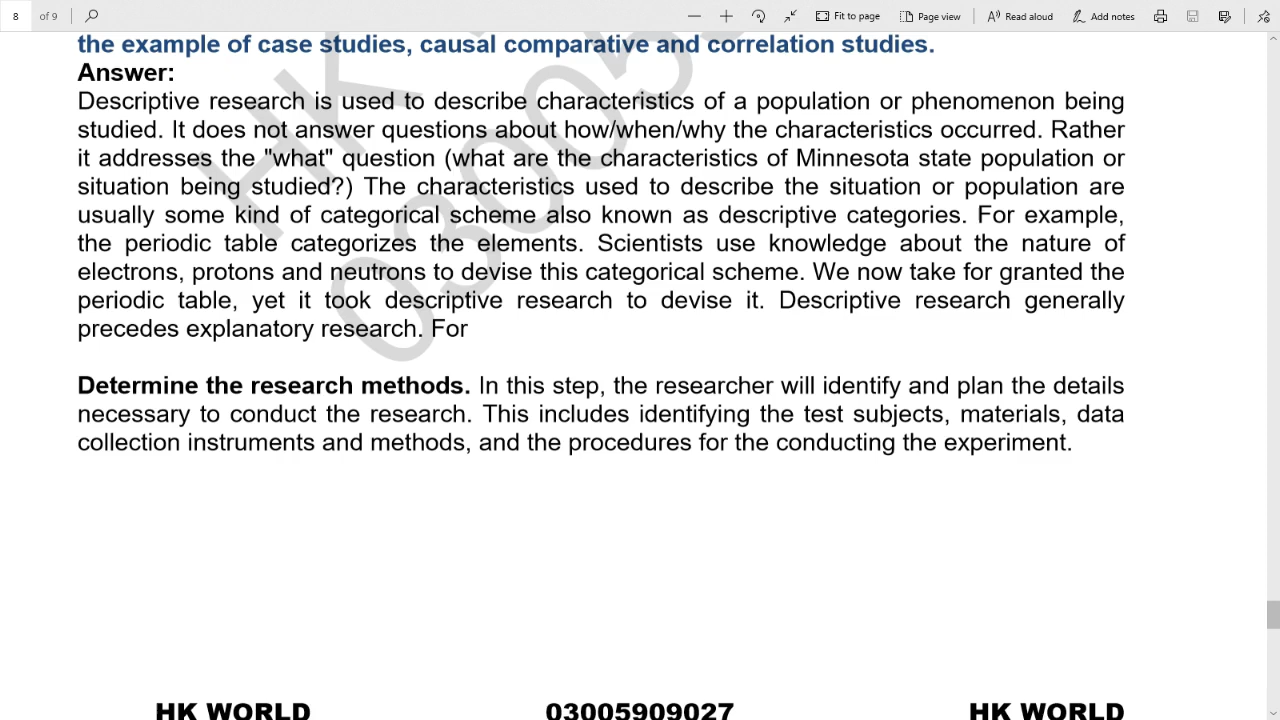 8 of 9 Fit to page Page view Read aloud Add notes
the example of case studies, causal comparative and correlation studies.
Answer:
Descriptive research is used to describe characteristics of a population or phenomenon being
studied. It does not answer questions about how/when/why the characteristics occurred. Rather
it addresses the "what" question (what are the characteristics of Minnesota state population or
situation being studied?) The characteristics used to describe the situation or population are
usually some kind of categorical scheme also known as descriptive categories. For example,
the periodic table categorizes the elements. Scientists use knowledge about the nature of
electrons, protons and neutrons to devise this categorical scheme. We now take for granted the
periodic table, yet it took descriptive research to devise it. Descriptive research generally
precedes explanatory research. For
Determine the research methods. In this step, the researcher will identify and plan the details
necessary to conduct the research. This includes identifying the test subjects, materials, data
collection instruments and methods, and the procedures for the conducting the experiment.
HK WORLD 03005909027 HK WORLD